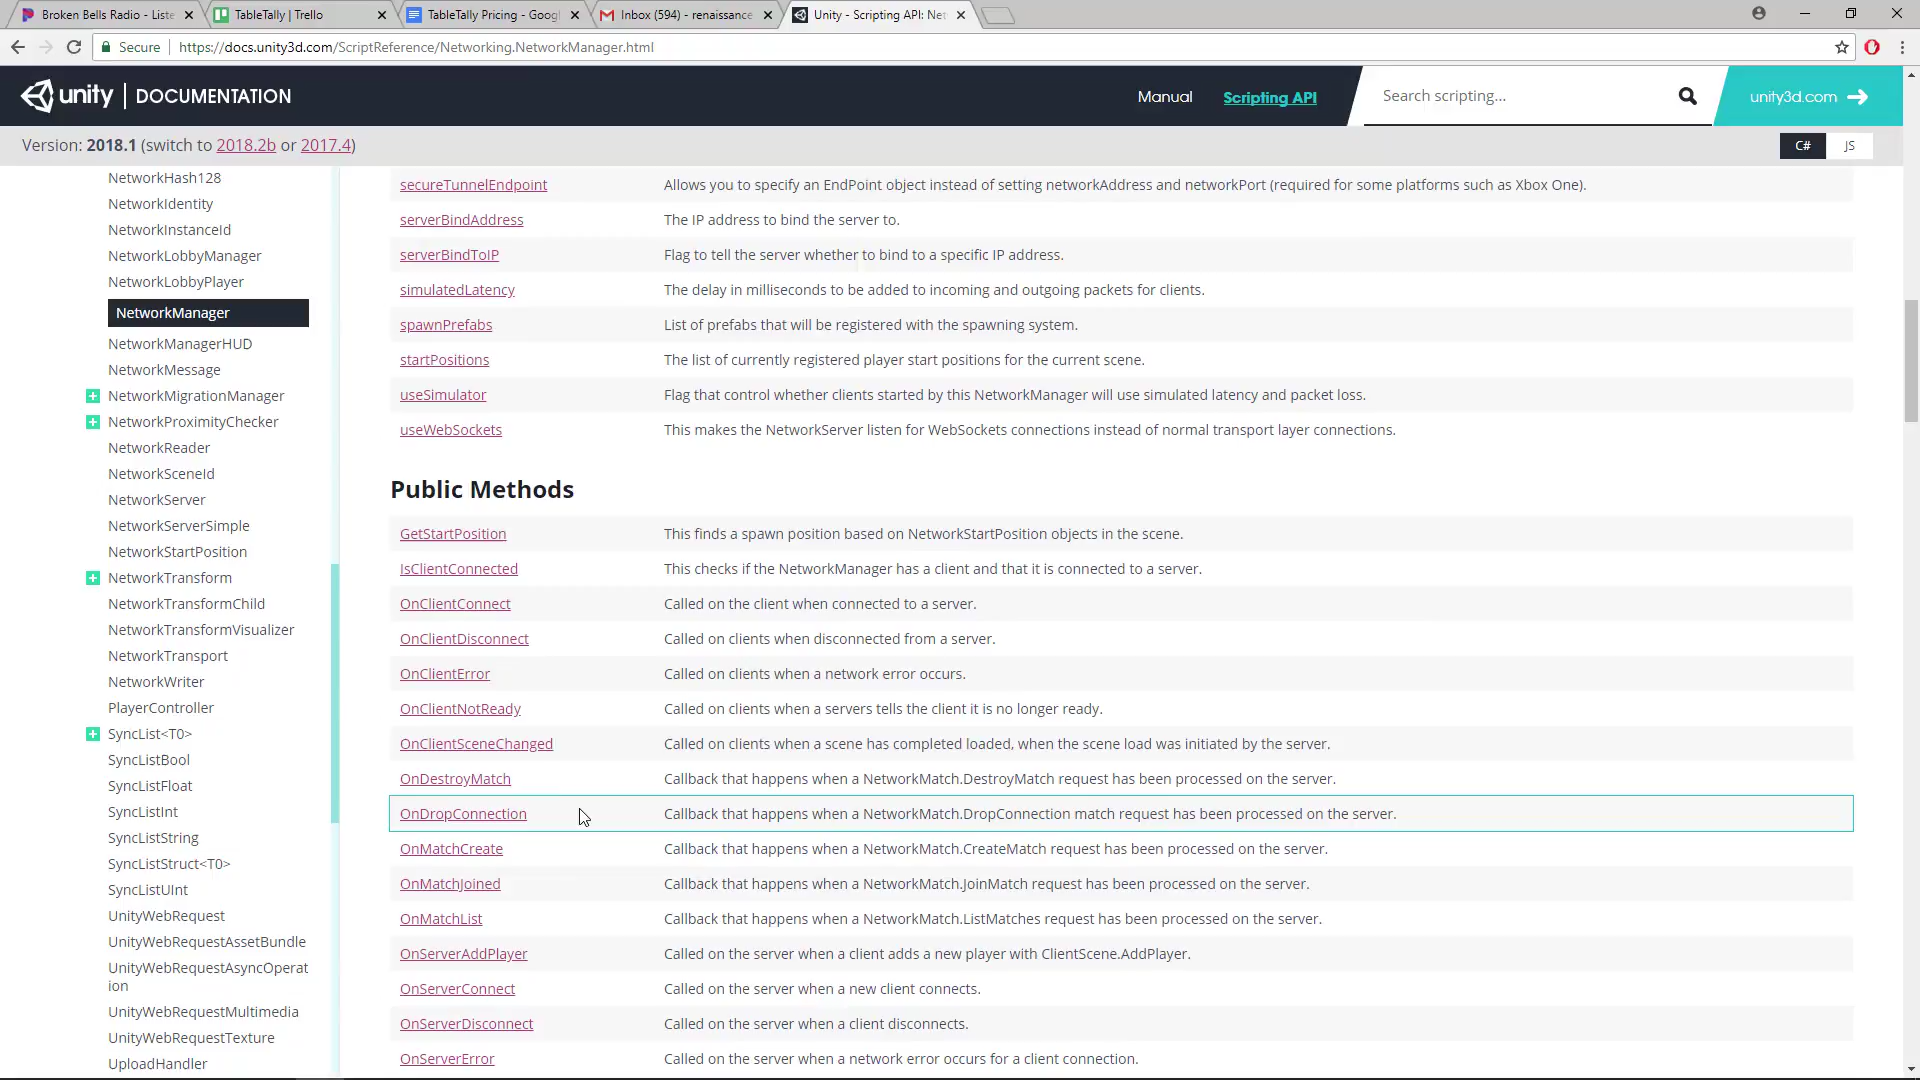 Broken Bells Radio - Liste
TableTally | Trello
TableTally Pricing - Goog
Inbox (594) - renaissance
Unity - Scripting API: Net
Secure
https://docs.unity3d.com/ScriptReference/Networking.NetworkManager.html
unity | DOCUMENTATION
Manual
Scripting API
Search scripting...
unity3d.com
Version: 2018.1 (switch to 2018.2b or 2017.4)
C#
JS
NetworkHash128
NetworkIdentity
NetworkInstanceId
NetworkLobbyManager
NetworkLobbyPlayer
NetworkManager
NetworkManagerHUD
NetworkMessage
NetworkMigrationManager
NetworkProximityChecker
NetworkReader
NetworkSceneId
NetworkServer
NetworkServerSimple
NetworkStartPosition
NetworkTransform
NetworkTransformChild
NetworkTransformVisualizer
NetworkTransport
NetworkWriter
PlayerController
SyncList<T0>
SyncListBool
SyncListFloat
SyncListInt
SyncListString
SyncListStruct<T0>
SyncListUInt
UnityWebRequest
UnityWebRequestAssetBundle
UnityWebRequestAsyncOperat
ion
UnityWebRequestMultimedia
UnityWebRequestTexture
UploadHandler
secureTunnelEndpoint Allows you to specify an EndPoint object instead of setting networkAddress and networkPort (required for some platforms such as Xbox One).
serverBindAddress The IP address to bind the server to.
serverBindToIP Flag to tell the server whether to bind to a specific IP address.
simulatedLatency The delay in milliseconds to be added to incoming and outgoing packets for clients.
spawnPrefabs List of prefabs that will be registered with the spawning system.
startPositions The list of currently registered player start positions for the current scene.
useSimulator Flag that control whether clients started by this NetworkManager will use simulated latency and packet loss.
useWebSockets This makes the NetworkServer listen for WebSockets connections instead of normal transport layer connections.
Public Methods
GetStartPosition This finds a spawn position based on NetworkStartPosition objects in the scene.
IsClientConnected This checks if the NetworkManager has a client and that it is connected to a server.
OnClientConnect Called on the client when connected to a server.
OnClientDisconnect Called on clients when disconnected from a server.
OnClientError Called on clients when a network error occurs.
OnClientNotReady Called on clients when a servers tells the client it is no longer ready.
OnClientSceneChanged Called on clients when a scene has completed loaded, when the scene load was initiated by the server.
OnDestroyMatch Callback that happens when a NetworkMatch.DestroyMatch request has been processed on the server.
OnDropConnection Callback that happens when a NetworkMatch.DropConnection match request has been processed on the server.
OnMatchCreate Callback that happens when a NetworkMatch.CreateMatch request has been processed on the server.
OnMatchJoined Callback that happens when a NetworkMatch.JoinMatch request has been processed on the server.
OnMatchList Callback that happens when a NetworkMatch.ListMatches request has been processed on the server.
OnServerAddPlayer Called on the server when a client adds a new player with ClientScene.AddPlayer.
OnServerConnect Called on the server when a new client connects.
OnServerDisconnect Called on the server when a client disconnects.
OnServerError Called on the server when a network error occurs for a client connection.